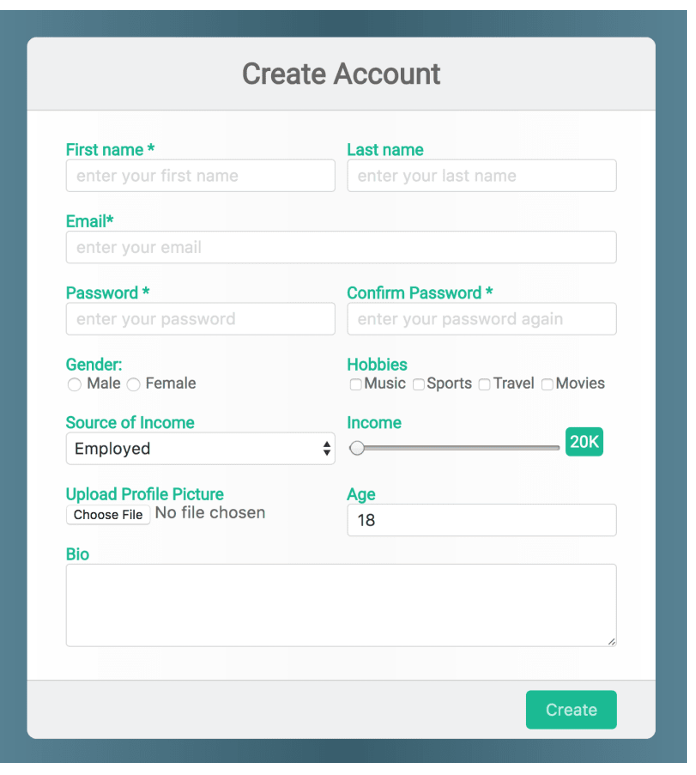 Create Account
First name * Last name
enter your first name enter your last name
Email*
enter your email
Password * Confirm Password *
enter your password enter your password again
Gender: Hobbies
Male Female Music Sports Travel Movies
Source of Income Income
Employed 20K
Upload Profile Picture Age
Choose File No file chosen 18
Bio
Create